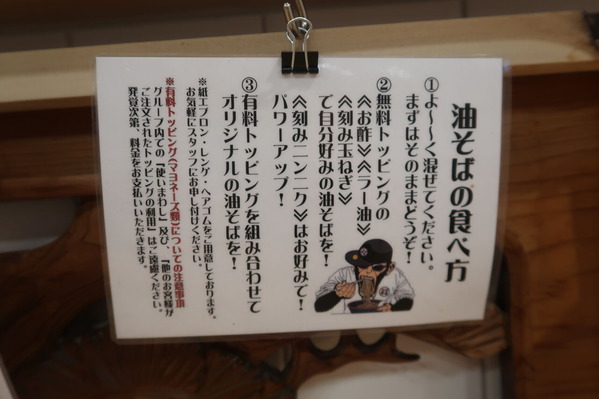 油そばの食べ方
①よ〜〜く混ぜてください。
まずはそのままどうぞ！
②無料トッピングの
《お酢》《ラー油》
《刻み玉ねぎ》
で自分好みの油そばを！
《刻みニンニク》はお好みで！
パワーアップ！
③有料トッピングを組み合わせて
オリジナルの油そばを！
※紙エプロン・レンゲ・ヘアゴムをご用意しております。
お気軽にスタッフにお申し付けください。
※有料トッピング(マヨネーズ類)についての注意事項
グループ内での『使いまわし』及び、『他のお客様が
ご注文されたトッピングの利用』はご遠慮ください。
発覚次第、料金をお支払いいただきます。